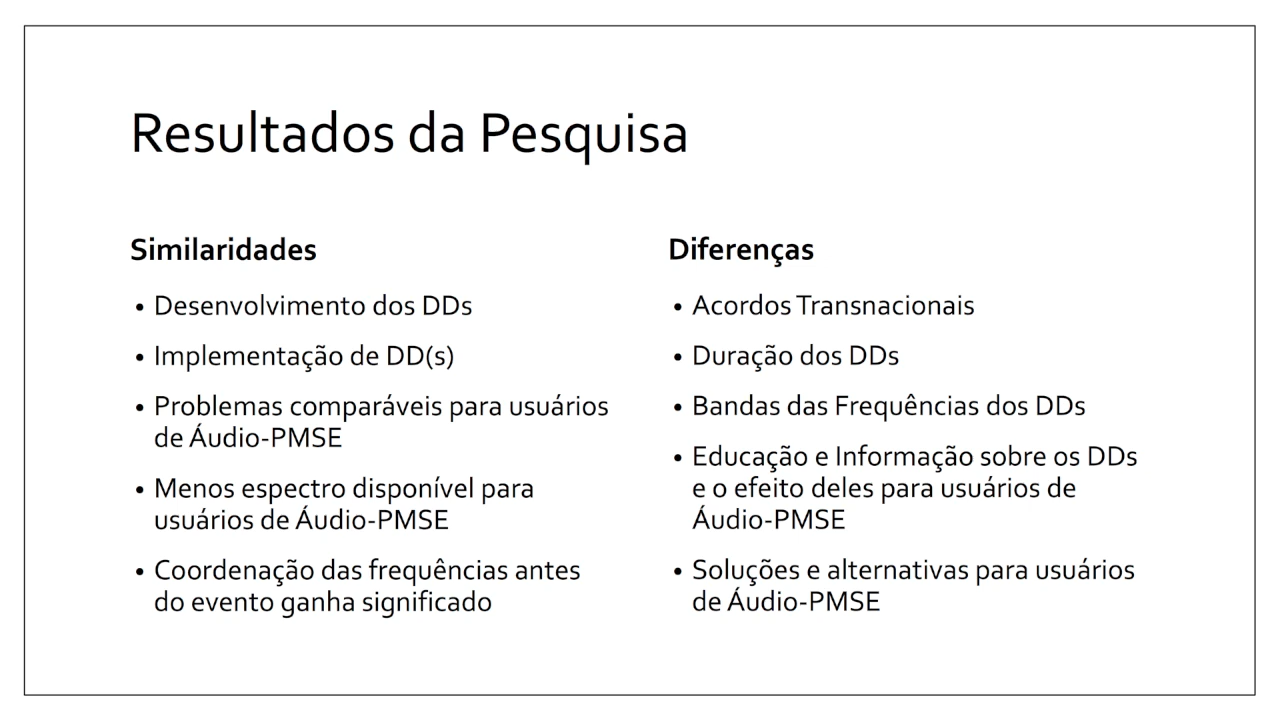 Resultados da Pesquisa
Similaridades
• Desenvolvimento dos DDs
• Implementação de DD(s)
• Problemas comparáveis para usuários
de Áudio-PMSE
• Menos espectro disponível para
usuários de Áudio-PMSE
• Coordenação das frequências antes
do evento ganha significado
Diferenças
• Acordos Transnacionais
• Duração dos DDs
• Bandas das Frequências dos DDs
• Educação e Informação sobre os DDs
e o efeito deles para usuários de
Áudio-PMSE
• Soluções e alternativas para usuários
de Áudio-PMSE